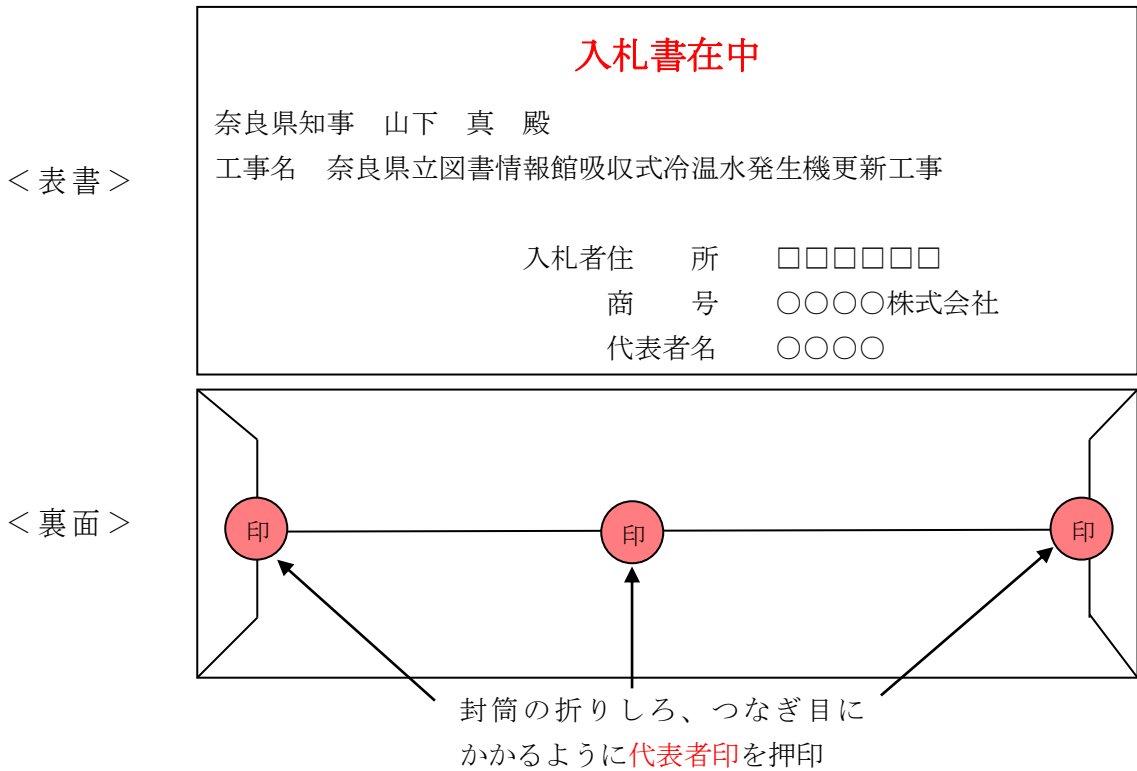 入札書在中
奈良県知事　山下　真　殿
工事名　奈良県立図書情報館吸収式冷温水発生機更新工事
＜表書＞
入札者住　　所　　□□□□□□
商　　号　　○○○○株式会社
代表者名　　○○○○
＜裏面＞
印
印
印
封筒の折りしろ、つなぎ目に
かかるように代表者印を押印